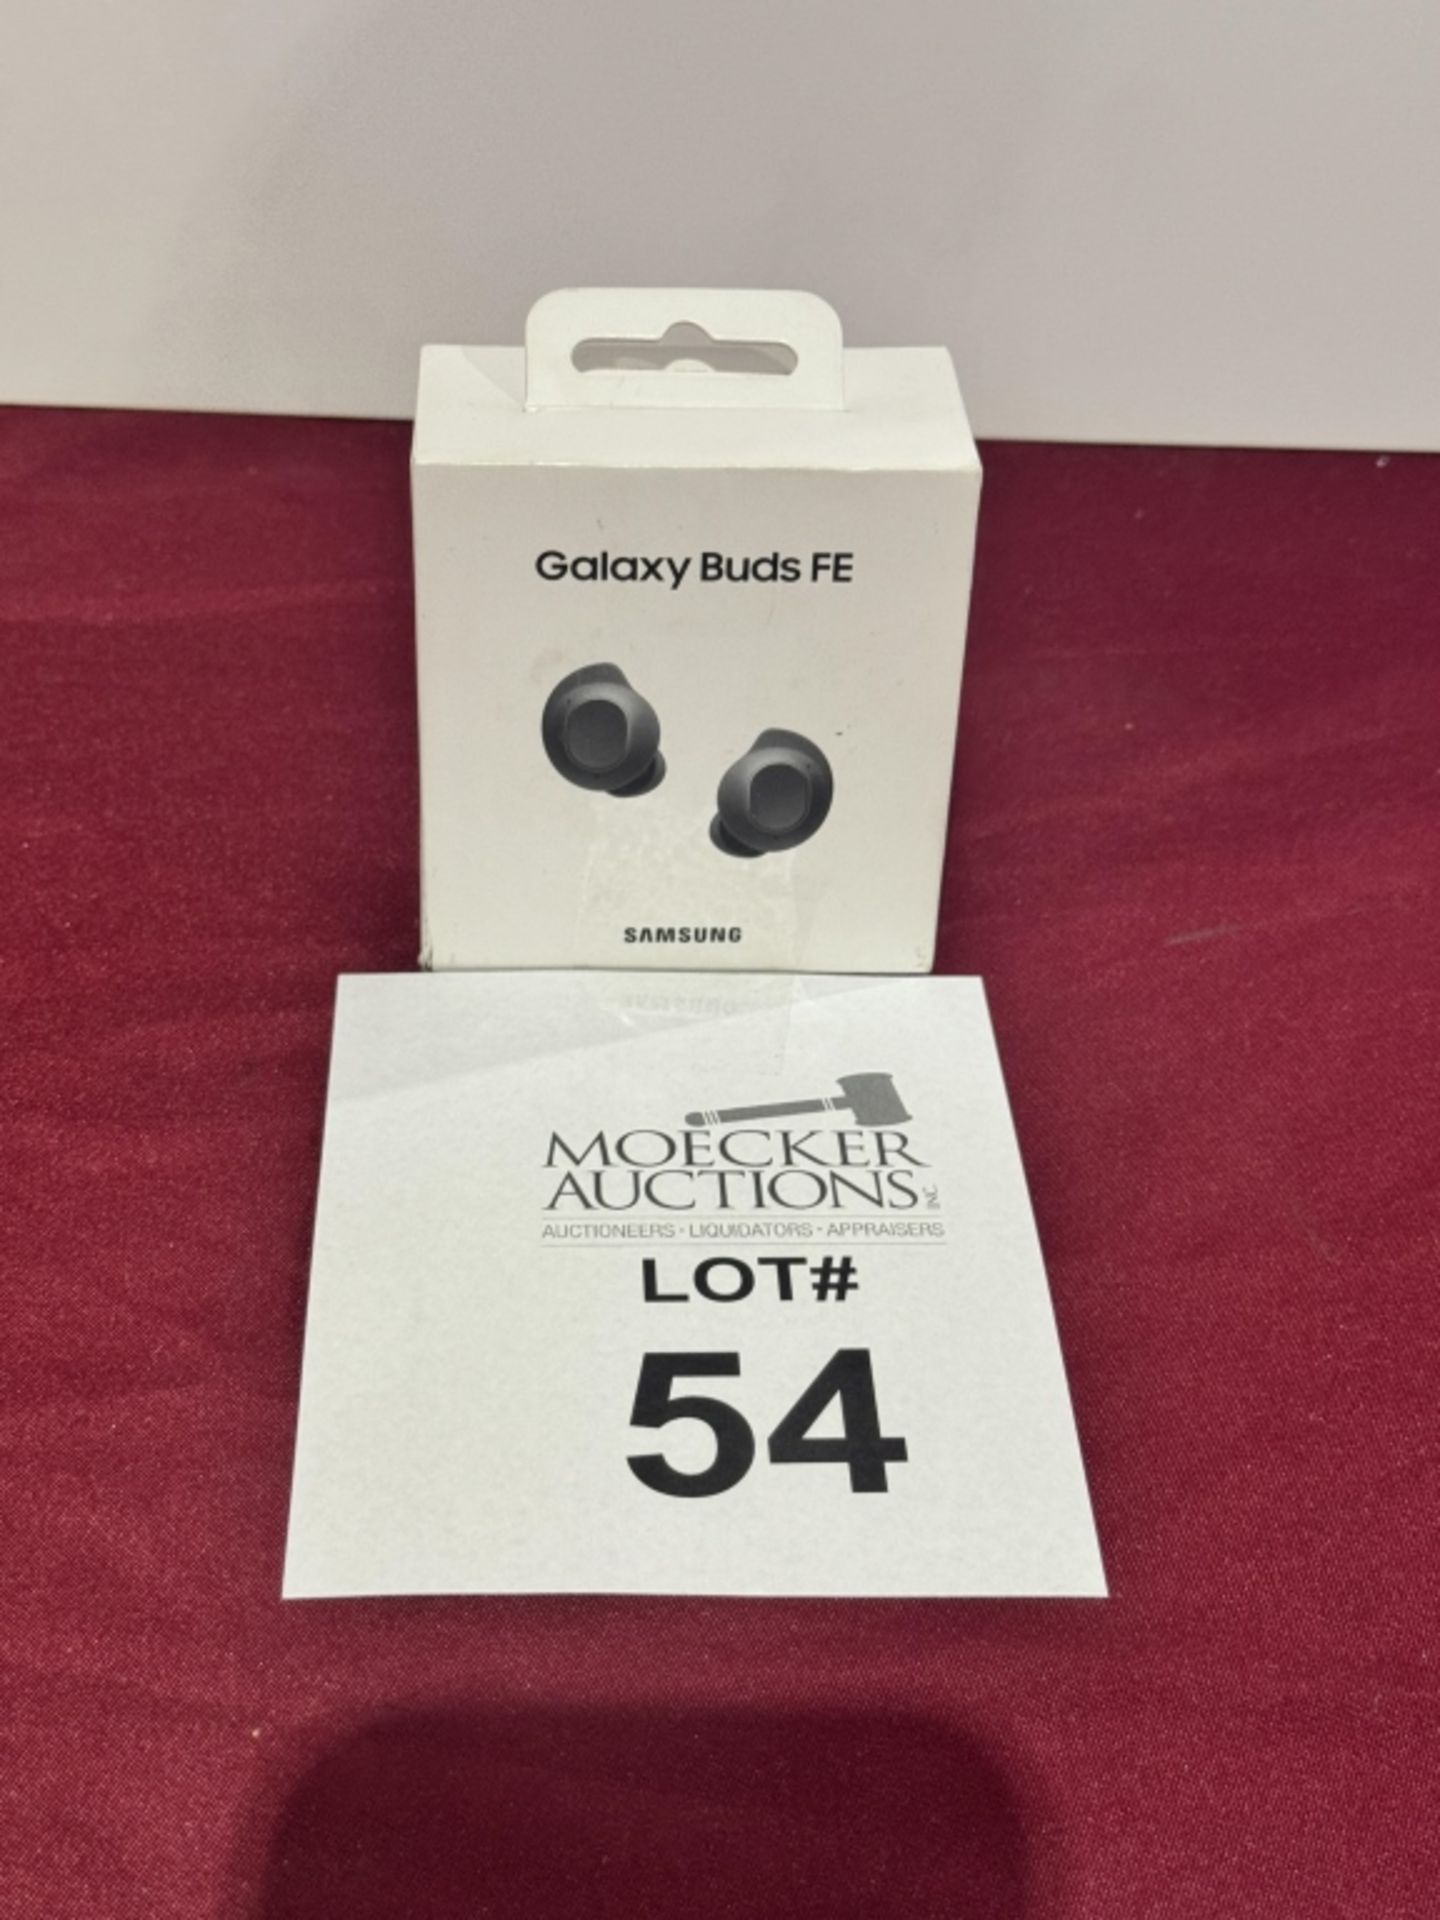 Galaxy Buds FE
SAMSUNG
MOECKER
AUCTIONS INC.
AUCTIONEERS • LIQUIDATORS • APPRAISERS
LOT#
54